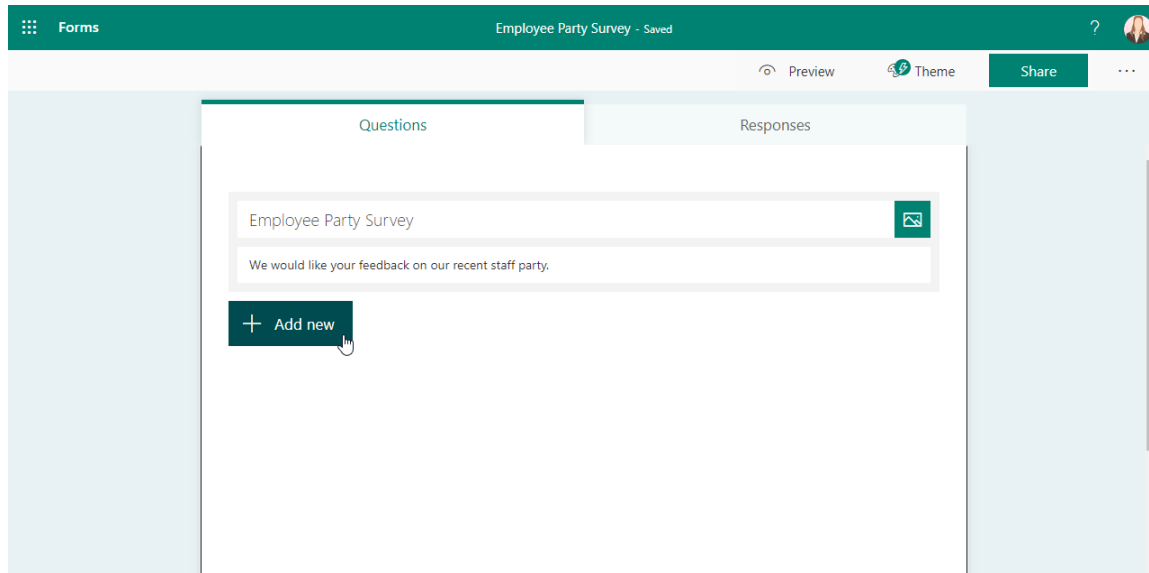 Forms
Employee Party Survey - Saved
?
Preview
Theme
Share
...
Questions
Responses
Employee Party Survey
We would like your feedback on our recent staff party.
+ Add new